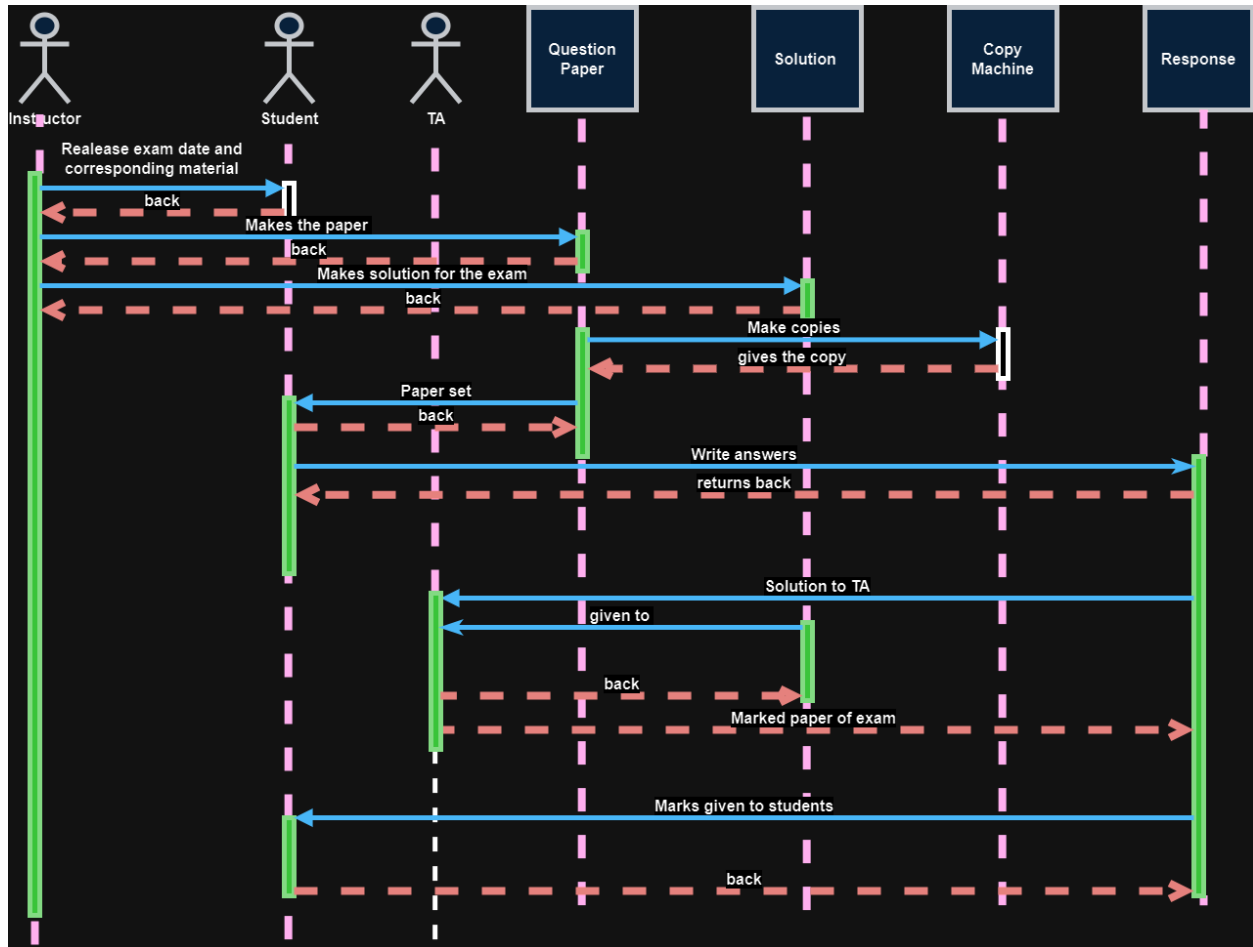 Question
Paper
Solution
Copy
Machine
Response
Instructor
Student
TA
Realease exam date and
corresponding material
back
Makes the paper
back
Makes solution for the exam
back
Make copies
gives the copy
Paper set
back
Write answers
returns back
Solution to TA
given to
back
Marked paper of exam
Marks given to students
back